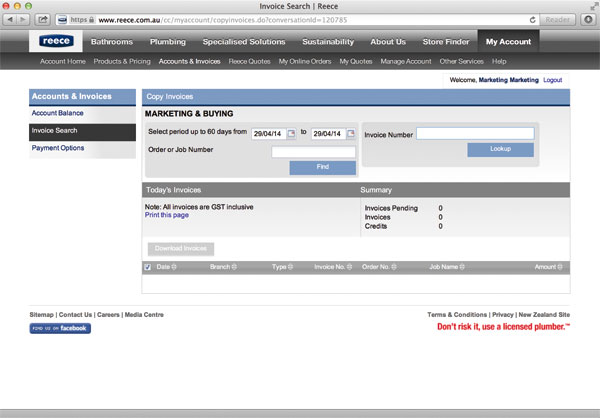 Invoice Search | Reece
https www.reece.com.au/cc/myaccount/copyinvoices.do?conversationId=120785
Reader
reece Bathrooms Plumbing Specialised Solutions Sustainability About Us Store Finder My Account
Account Home Products & Pricing Accounts & Invoices Reece Quotes My Online Orders My Quotes Manage Account Other Services Help
Welcome, Marketing Marketing Logout
Accounts & Invoices
Account Balance
Invoice Search
Payment Options
Copy Invoices
MARKETING & BUYING
Select period up to 60 days from 29/04/14 to 29/04/14
Order or Job Number
Find
Invoice Number
Lookup
Today's Invoices
Note: All invoices are GST inclusive
Print this page
Summary
Invoices Pending 0
Invoices 0
Credits 0
Download Invoices
Date Branch Type Invoice No. Order No. Job Name Amount
Sitemap | Contact Us | Careers | Media Centre
FIND US ON facebook
Terms & Conditions | Privacy | New Zealand Site
Don't risk it, use a licensed plumber.™